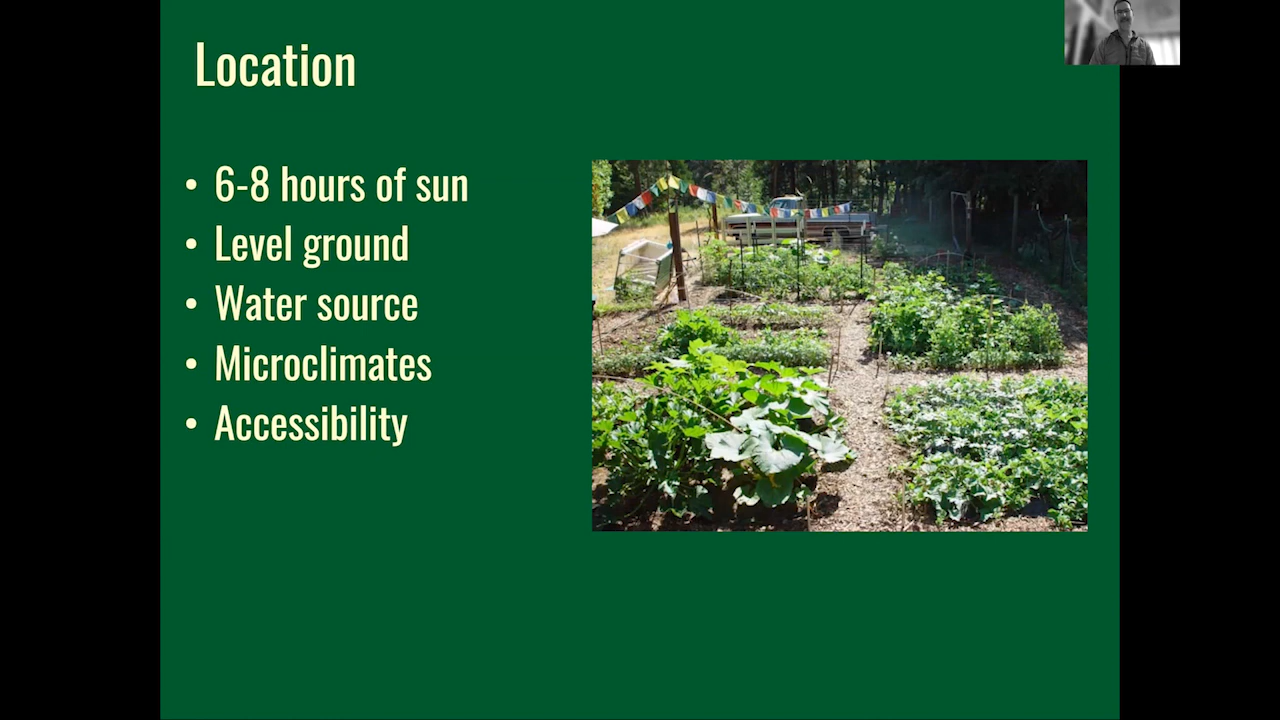 Location
• 6-8 hours of sun
• Level ground
• Water source
• Microclimates
• Accessibility